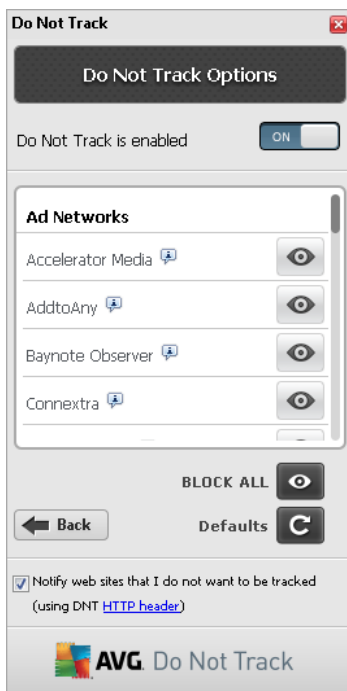 Do Not Track
Do Not Track Options
Do Not Track is enabled
ON
Ad Networks
Accelerator Media
AddtoAny
Baynote Observer
Connextra
BLOCK ALL
Back
Defaults
Notify web sites that I do not want to be tracked
(using DNT HTTP header)
AVG. Do Not Track